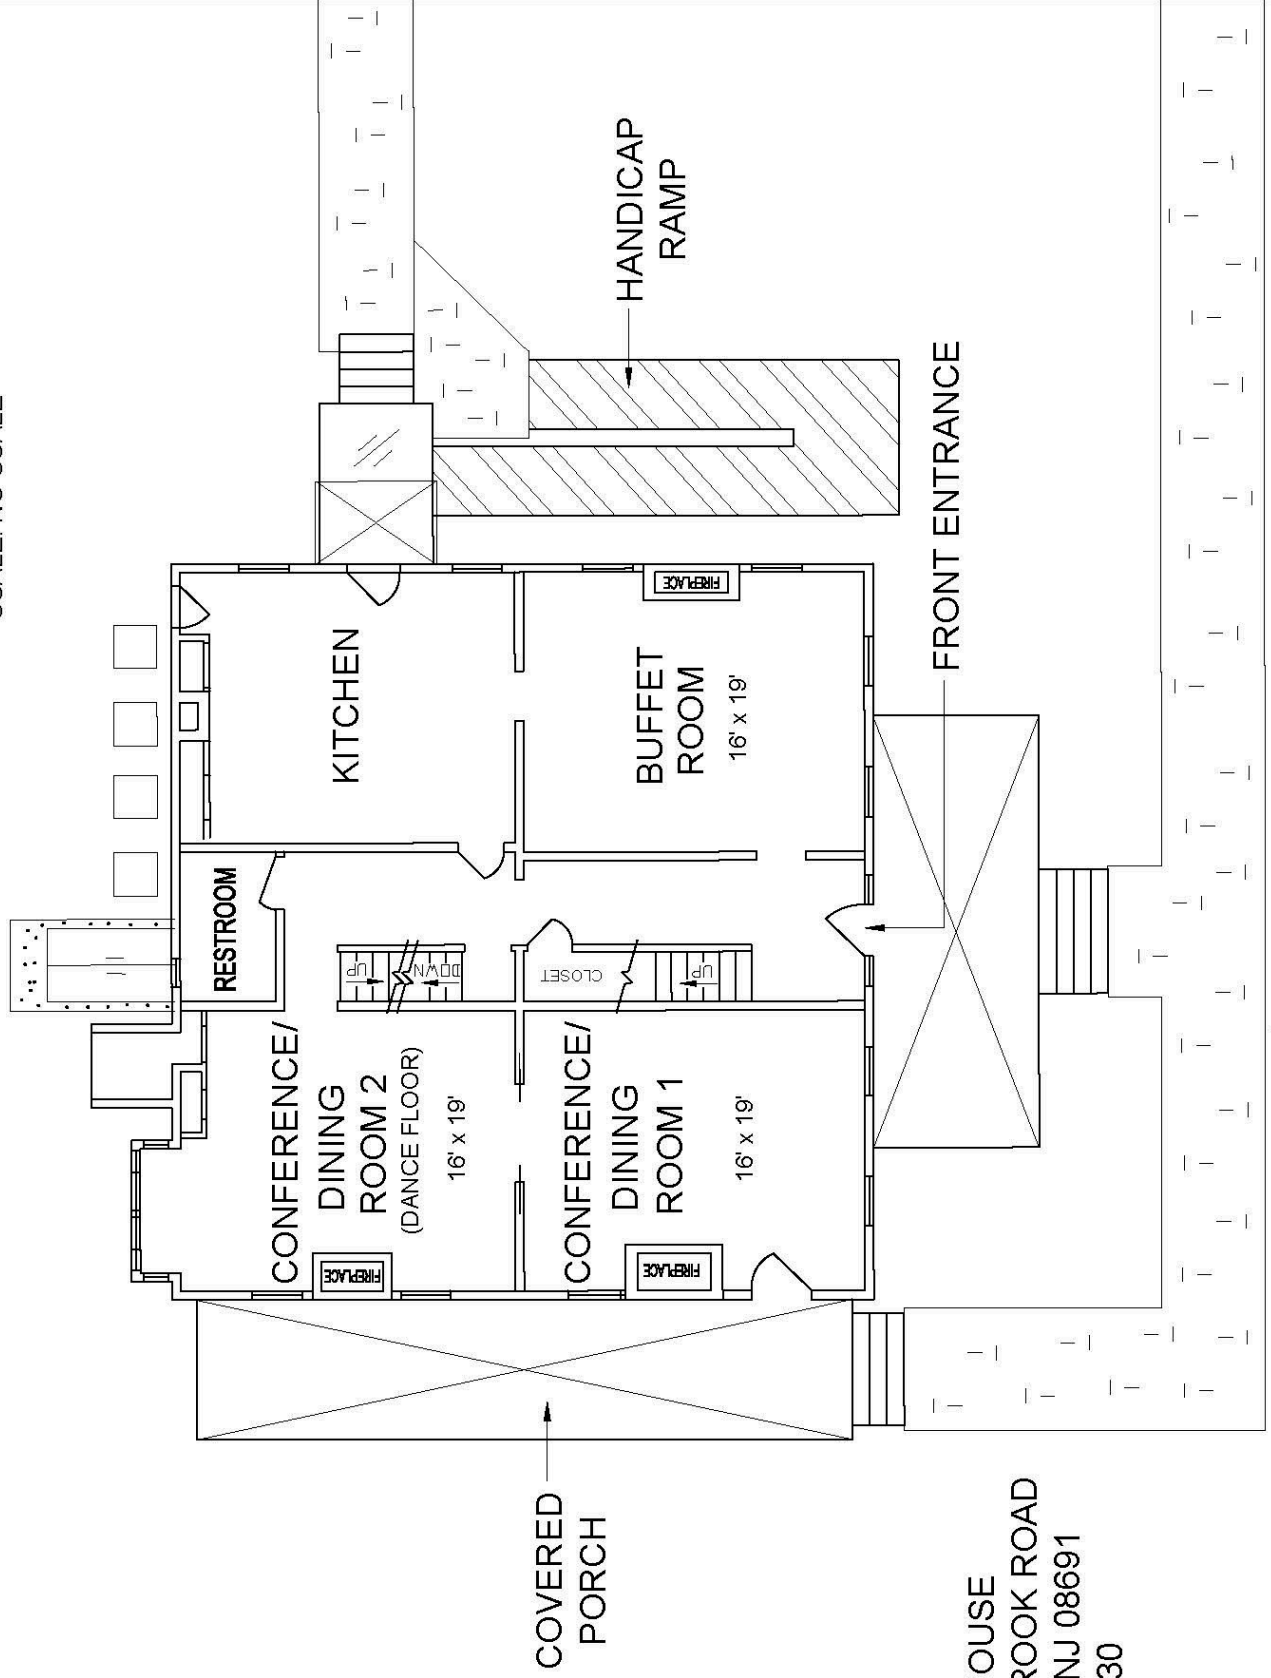 RESTROOM
KITCHEN
CONFERENCE/
DINING
ROOM 2
(DANCE FLOOR)
16' x 19'
FIREPLACE
UP
DOWN
CLOSET
UP
CONFERENCE/
DINING
ROOM 1
16' x 19'
FIREPLACE
BUFFET
ROOM
16' x 19'
FIREPLACE
HANDICAP
RAMP
COVERED
PORCH
FRONT ENTRANCE
OUSE
ROOK ROAD
NJ 08691
30